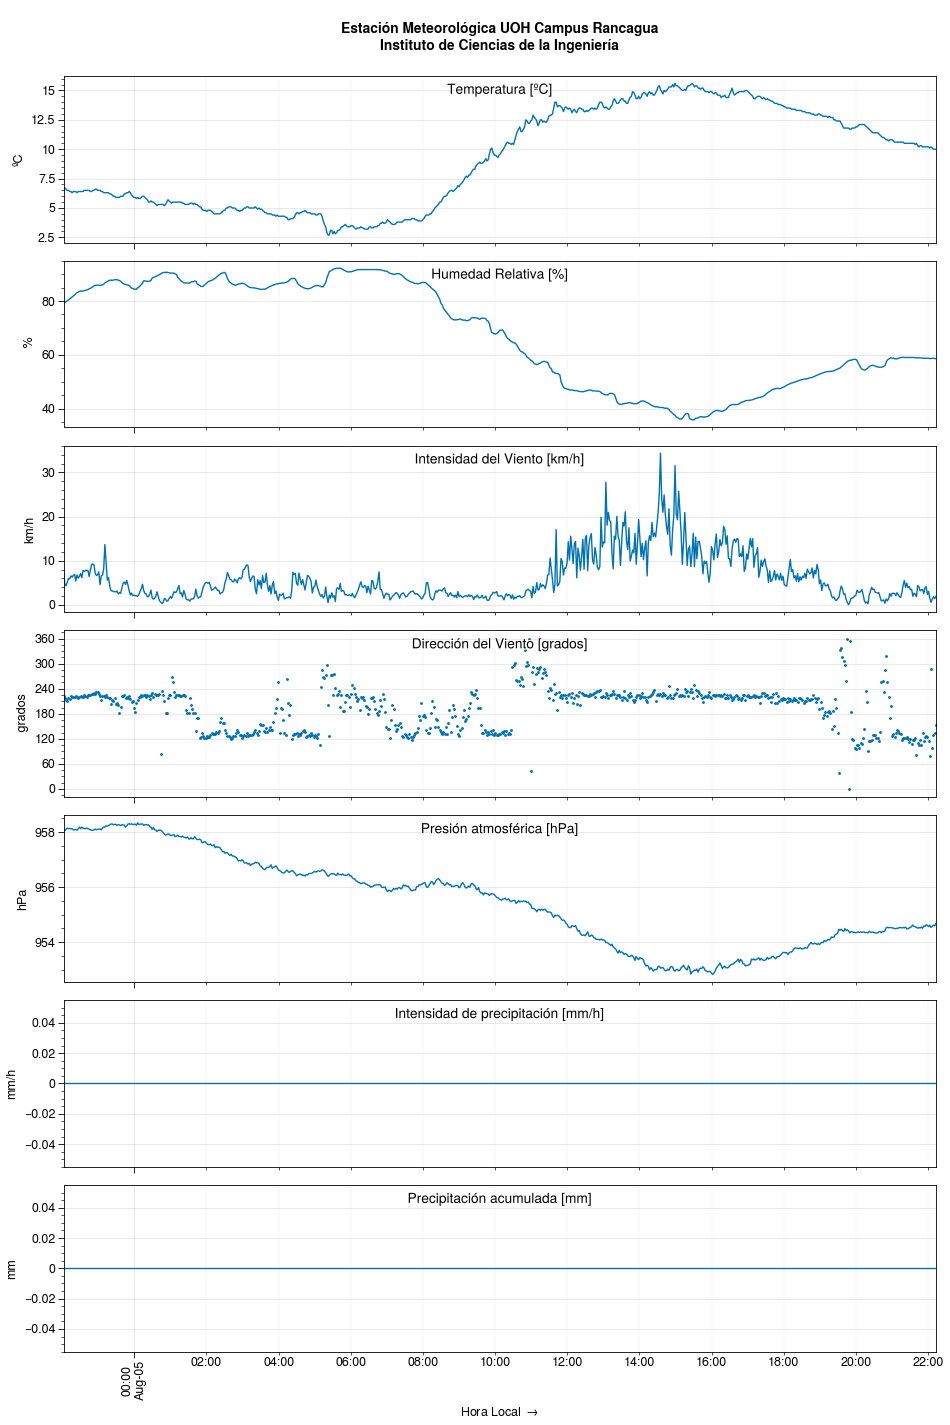 Estación Meteorológica UOH Campus Rancagua
Instituto de Ciencias de la Ingeniería
Temperatura [ºC]
ºC
15
12.5
10
7.5
5
2.5
Humedad Relativa [%]
%
80
60
40
Intensidad del Viento [km/h]
km/h
30
20
10
0
Dirección del Viento [grados]
grados
360
300
240
180
120
60
0
Presión atmosférica [hPa]
hPa
958
956
954
Intensidad de precipitación [mm/h]
mm/h
0.04
0.02
0
−0.02
−0.04
Precipitación acumulada [mm]
mm
0.04
0.02
0
−0.02
−0.04
00:00
Aug-05
02:00 04:00 06:00 08:00 10:00 12:00 14:00 16:00 18:00 20:00 22:00
Hora Local →